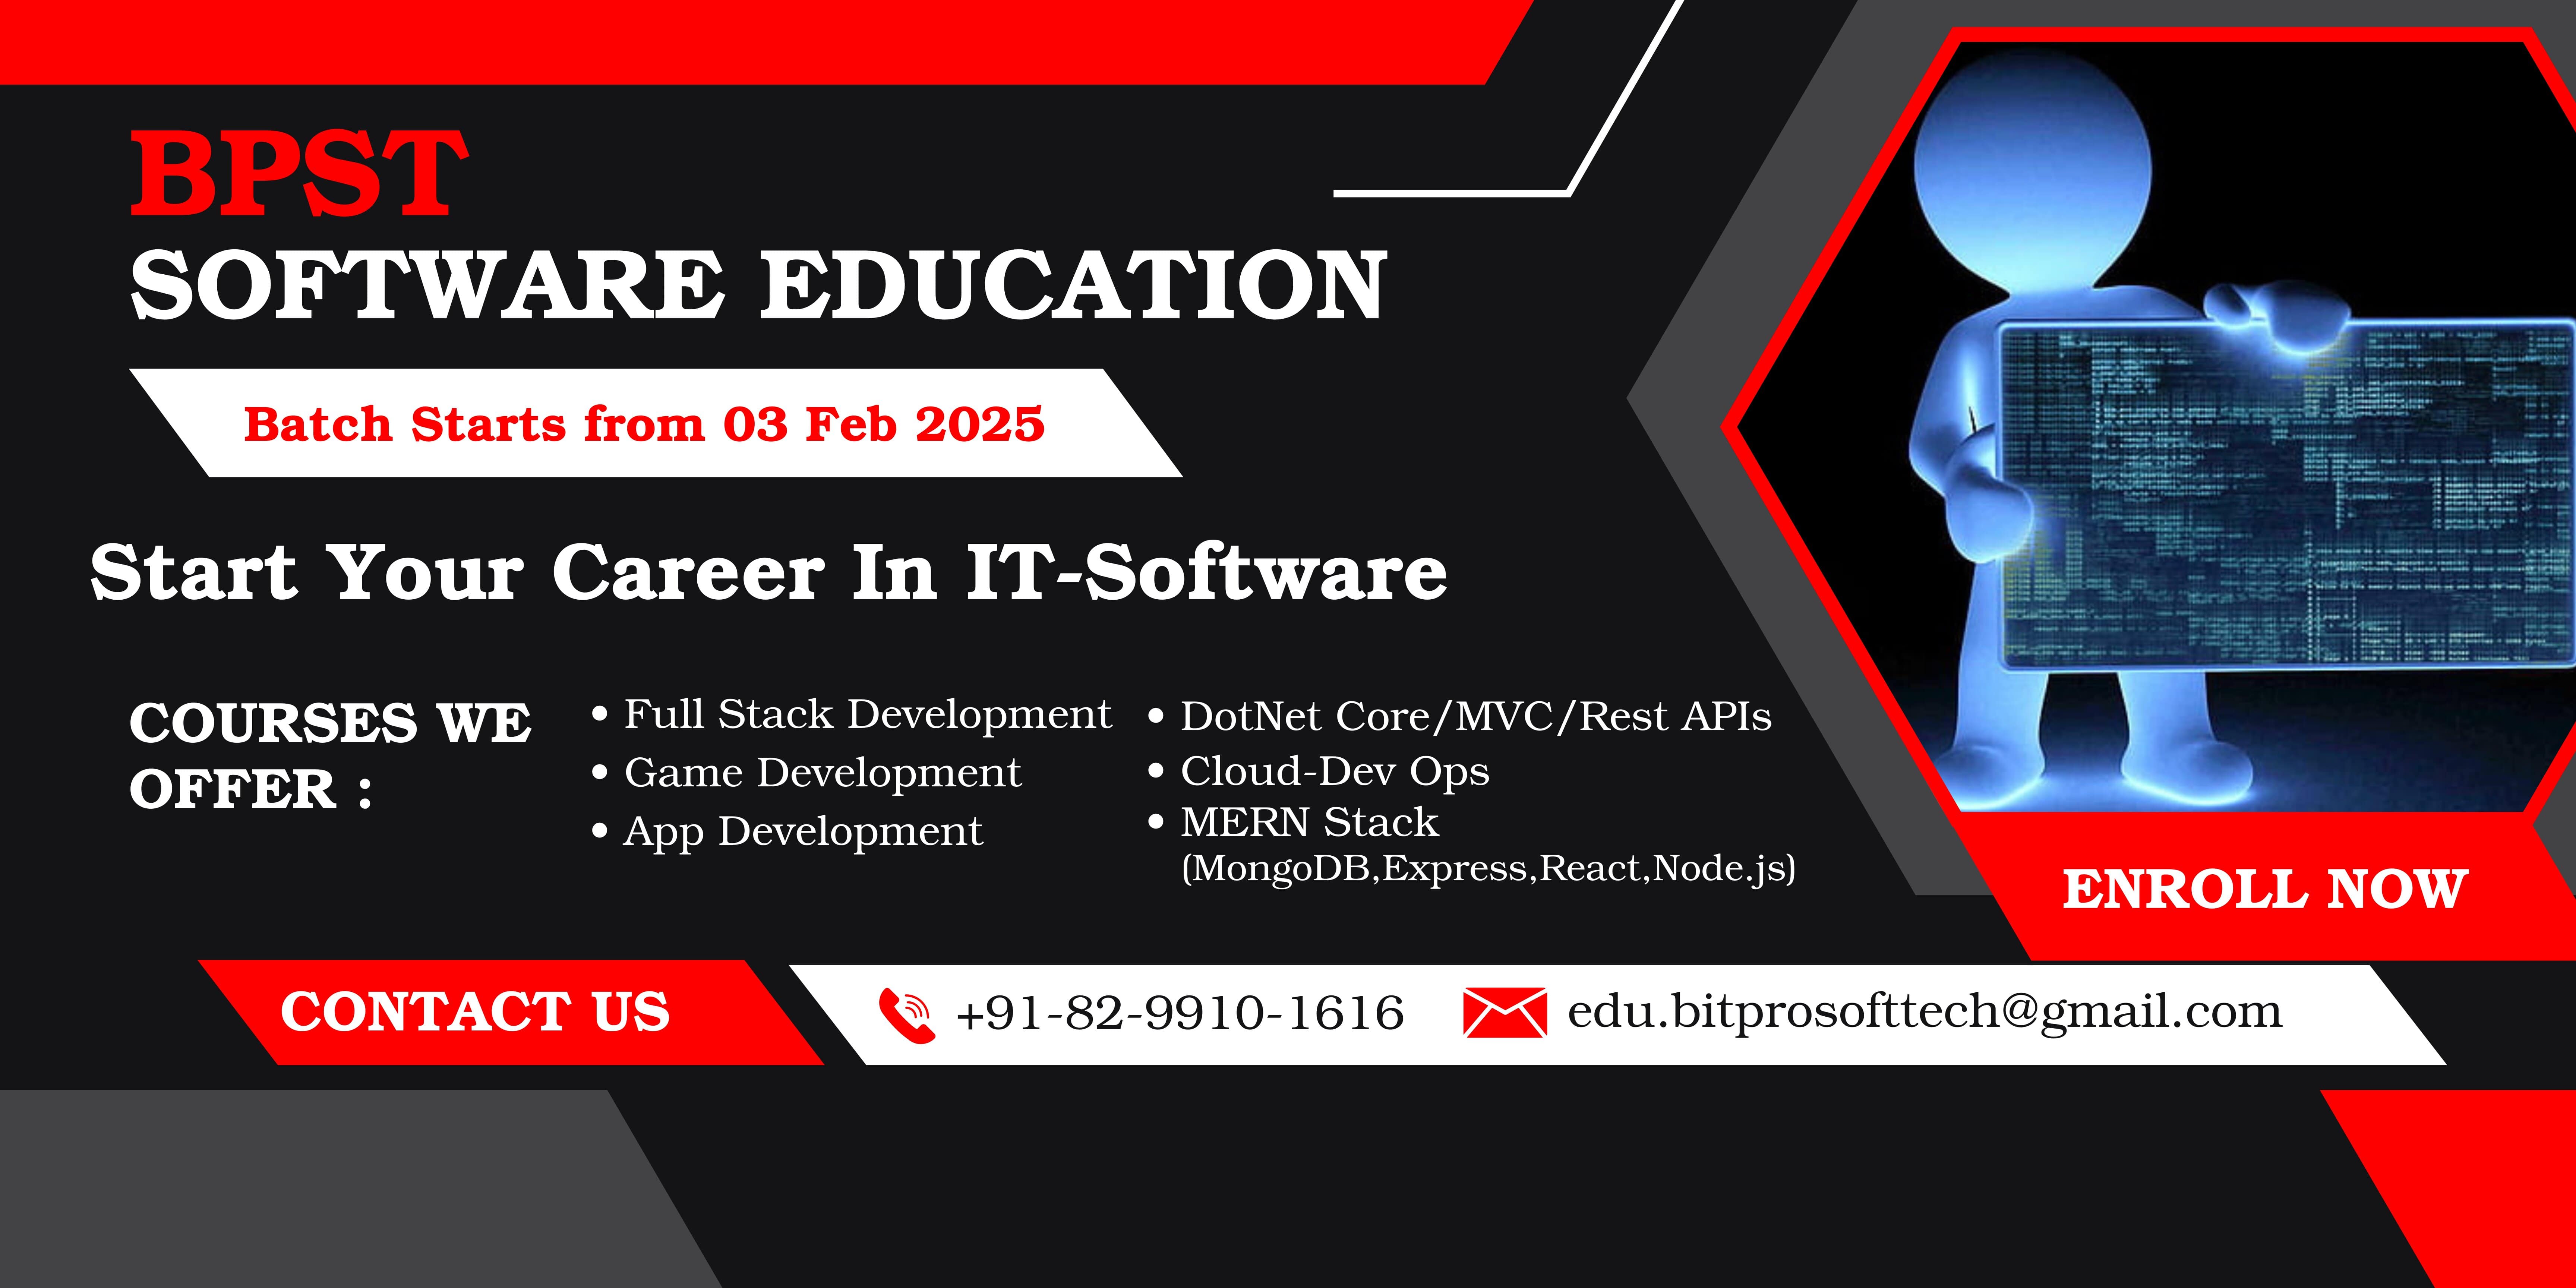 BPST
SOFTWARE EDUCATION
Batch Starts from 03 Feb 2025
Start Your Career In IT-Software
COURSES WE
OFFER :
• Full Stack Development
• Game Development
• App Development
• DotNet Core/MVC/Rest APIs
• Cloud-Dev Ops
• MERN Stack
(MongoDB,Express,React,Node.js)
ENROLL NOW
CONTACT US
+91-82-9910-1616
edu.bitprosofttech@gmail.com